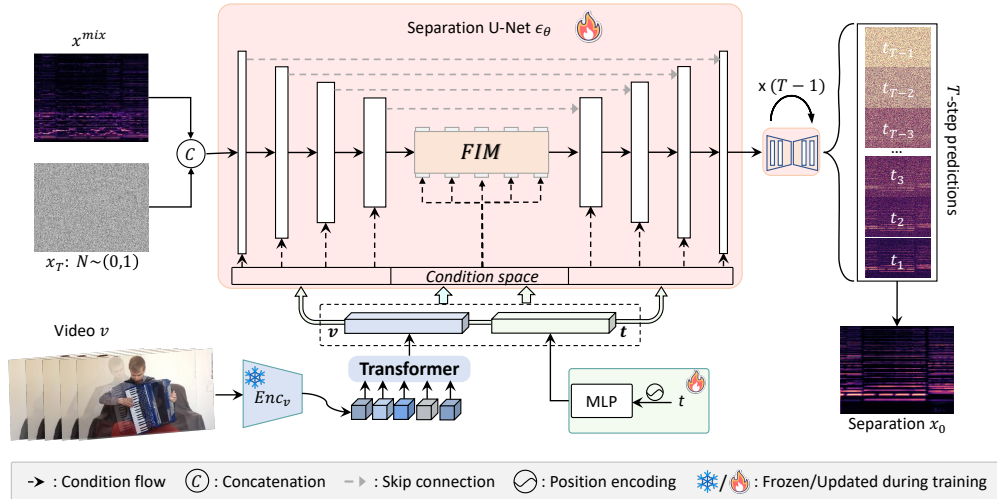 Separation U-Net ϵ_θ
x^{mix}
C
x_T: N~(0,1)
FIM
Condition space
x (T − 1)
t_{T−1}
t_{T−2}
t_{T−3}
...
t_3
t_2
t_1
T-step predictions
v
t
Video v
Enc_v
Transformer
MLP
t
Separation x_0
: Condition flow
C : Concatenation
: Skip connection
: Position encoding
/ : Frozen/Updated during training